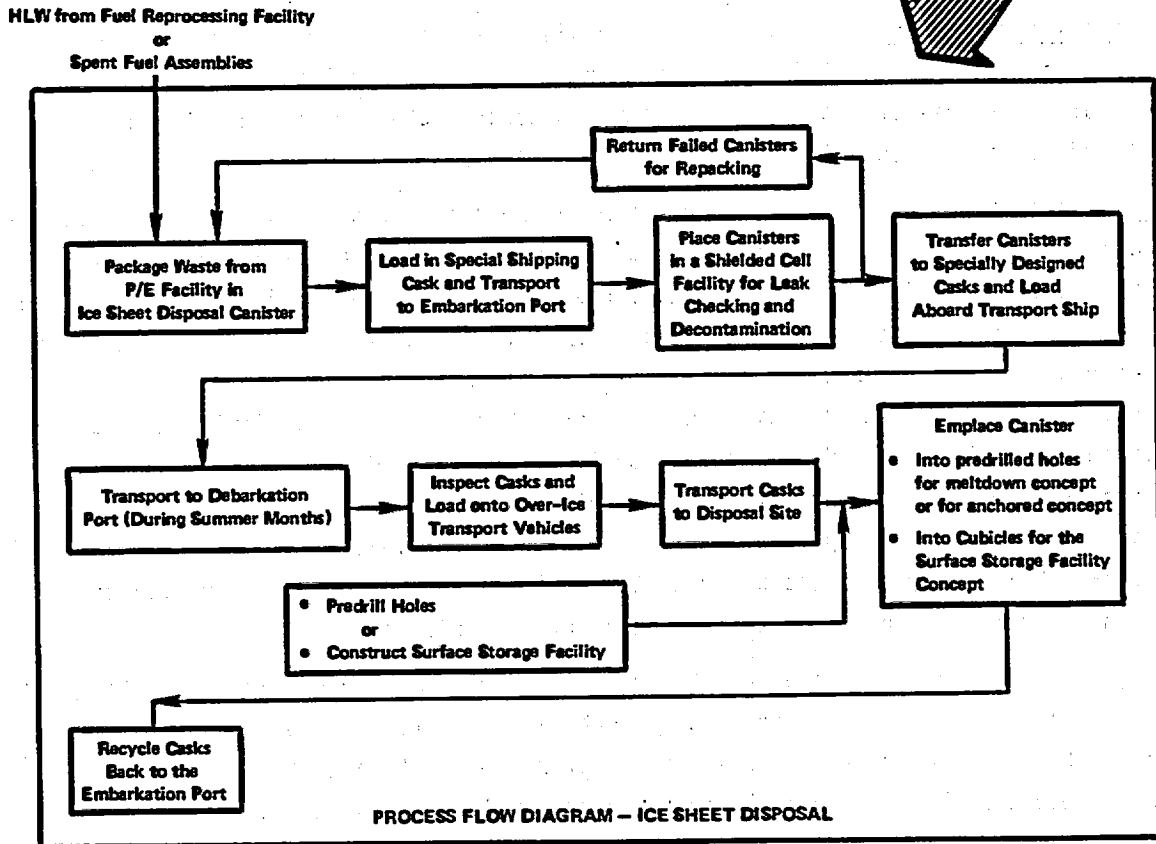 HLW from Fuel Reprocessing Facility
or
Spent Fuel Assemblies
Return Failed Canisters
for Repacking
Package Waste from
P/E Facility in
Ice Sheet Disposal Canister
Load in Special Shipping
Cask and Transport
to Embarkation Port
Place Canisters
in a Shielded Cell
Facility for Leak
Checking and
Decontamination
Transfer Canisters
to Specially Designed
Casks and Load
Aboard Transport Ship
Transport to Debarkation
Port (During Summer Months)
Inspect Casks and
Load onto Over-Ice
Transport Vehicles
Transport Casks
to Disposal Site
Emplace Canister
• Into predrilled holes
for meltdown concept
or for anchored concept
• Into Cubicles for the
Surface Storage Facility
Concept
• Predrill Holes
or
• Construct Surface Storage Facility
Recycle Casks
Back to the
Embarkation Port
PROCESS FLOW DIAGRAM – ICE SHEET DISPOSAL